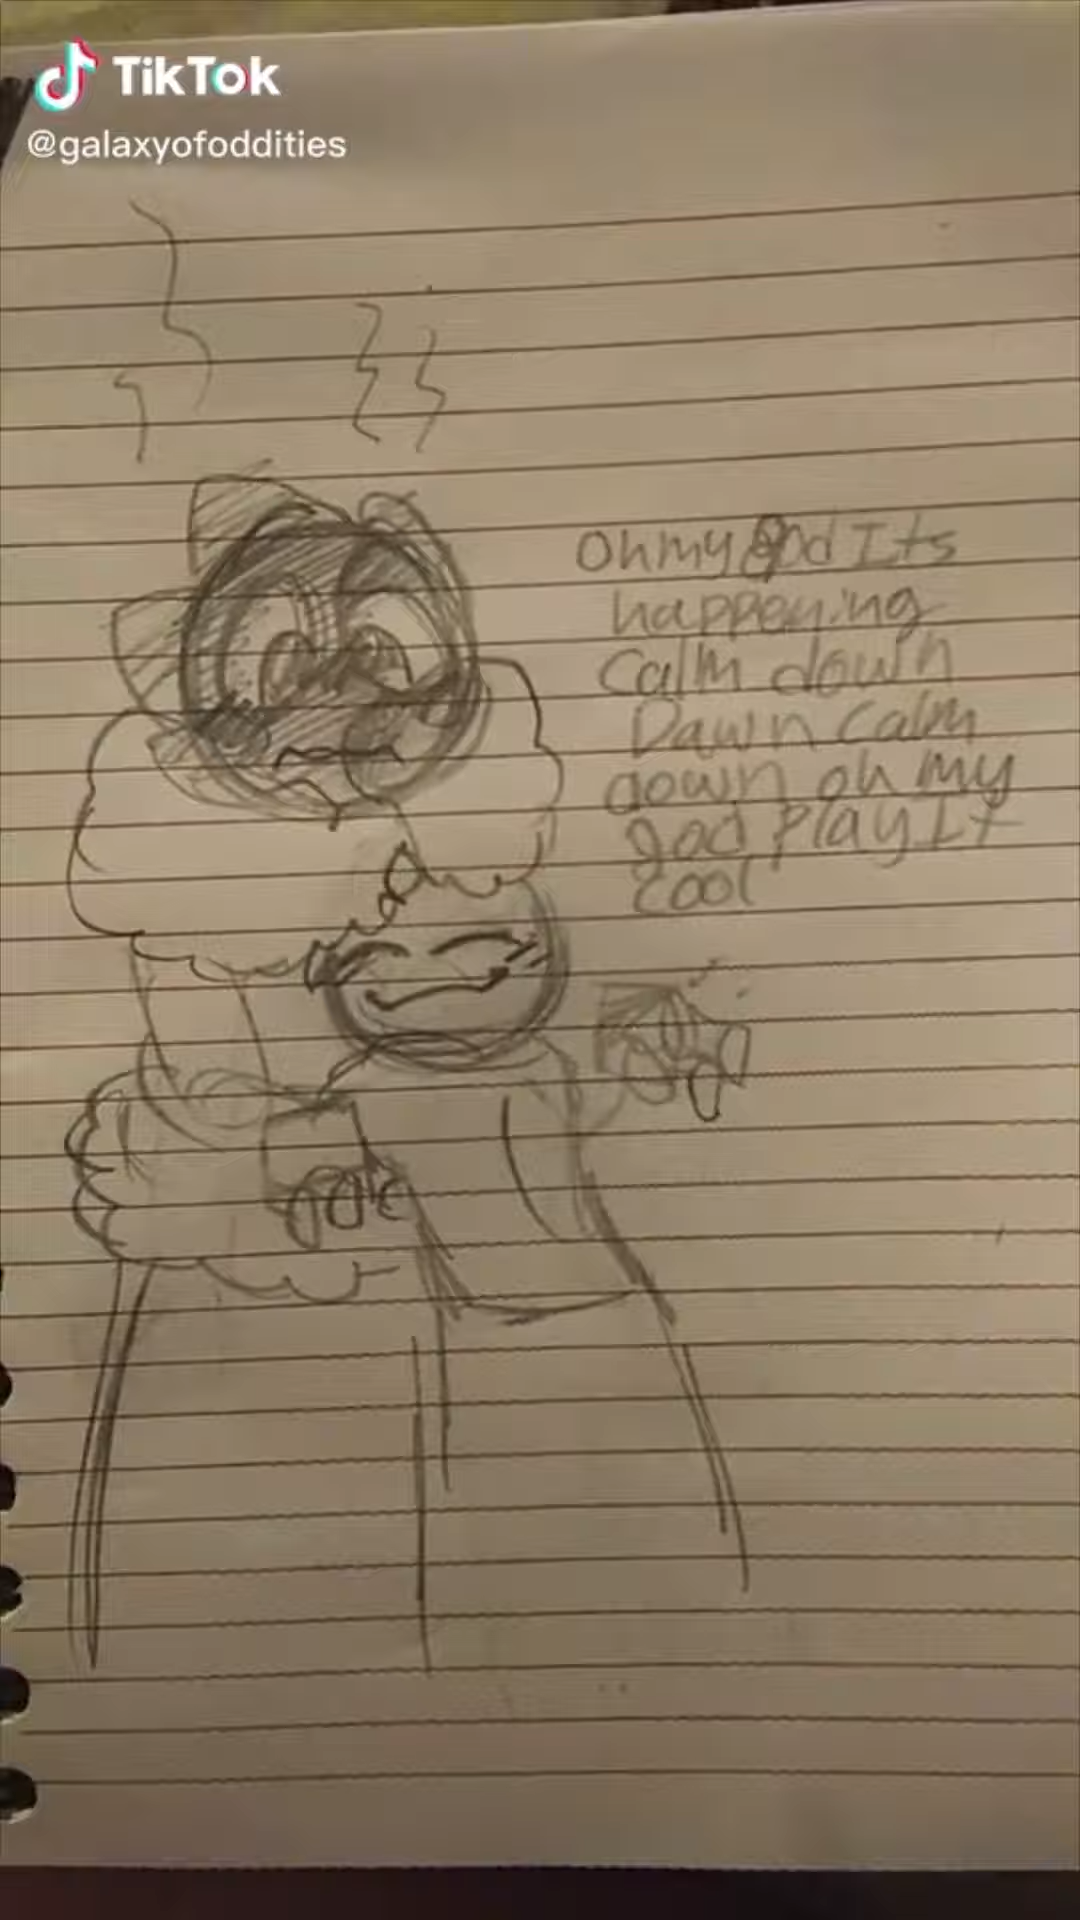 TikTok
@galaxyofoddities
Oh my god Its
happening
Calm down
Dawn Calm
down oh my
god Play It
Cool